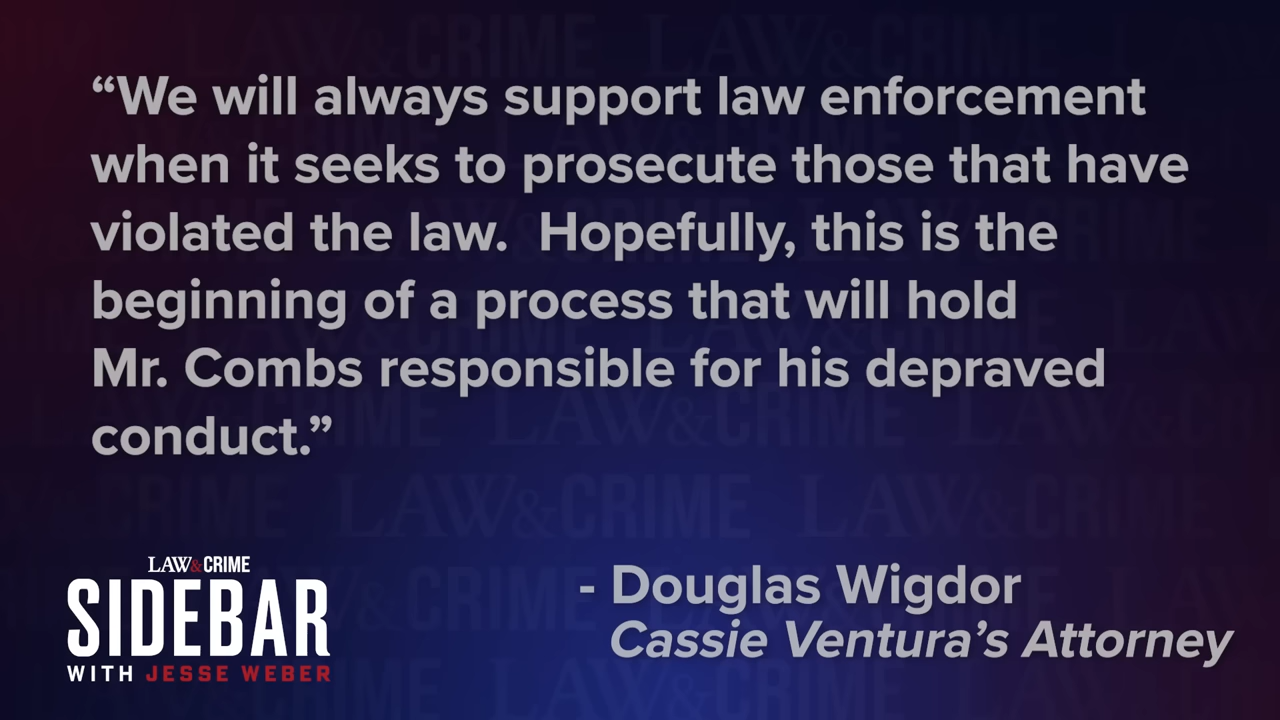 “We will always support law enforcement
when it seeks to prosecute those that have
violated the law.  Hopefully, this is the
beginning of a process that will hold
Mr. Combs responsible for his depraved
conduct.”
- Douglas Wigdor
Cassie Ventura’s Attorney
LAW&CRIME
SIDEBAR
WITH JESSE WEBER